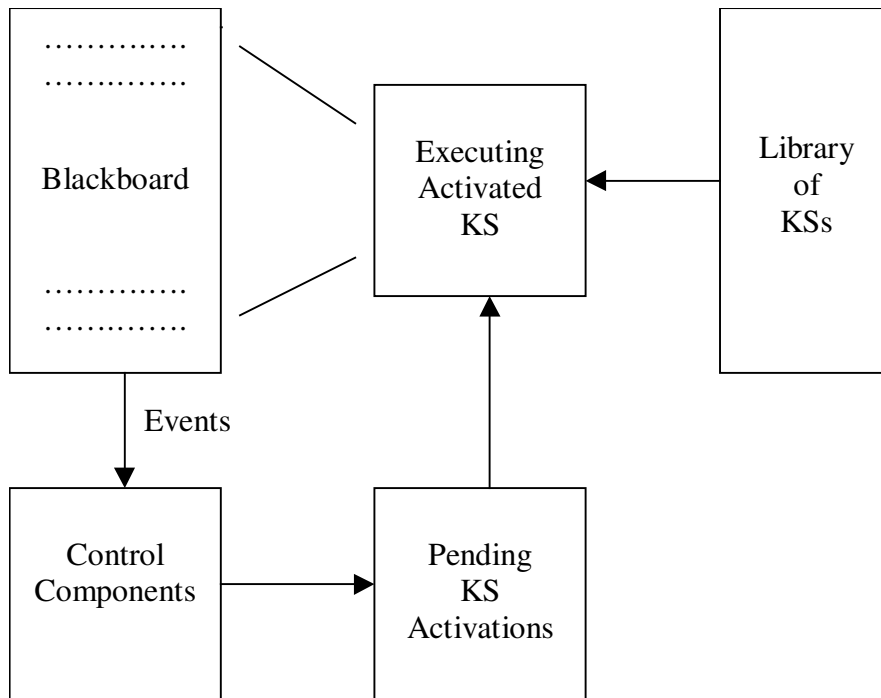 Blackboard
Executing
Activated
KS
Library
of
KSs
Events
Control
Components
Pending
KS
Activations